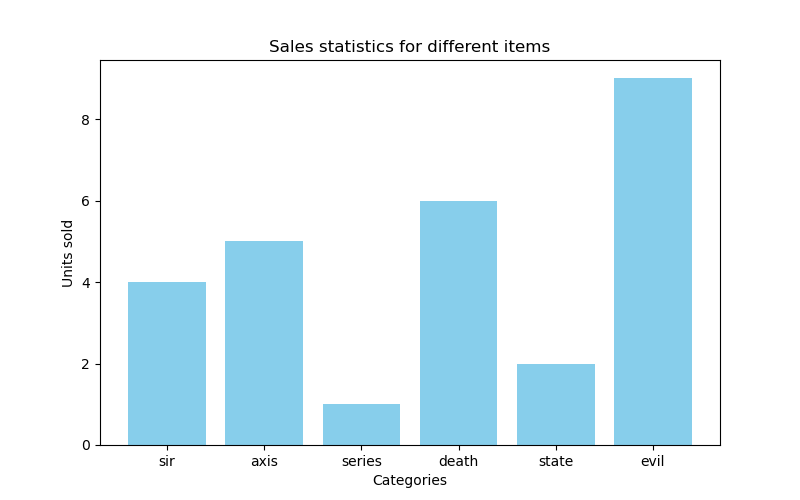 Sales statistics for different items
Units sold
8
6
4
2
0
sir axis series death state evil
Categories